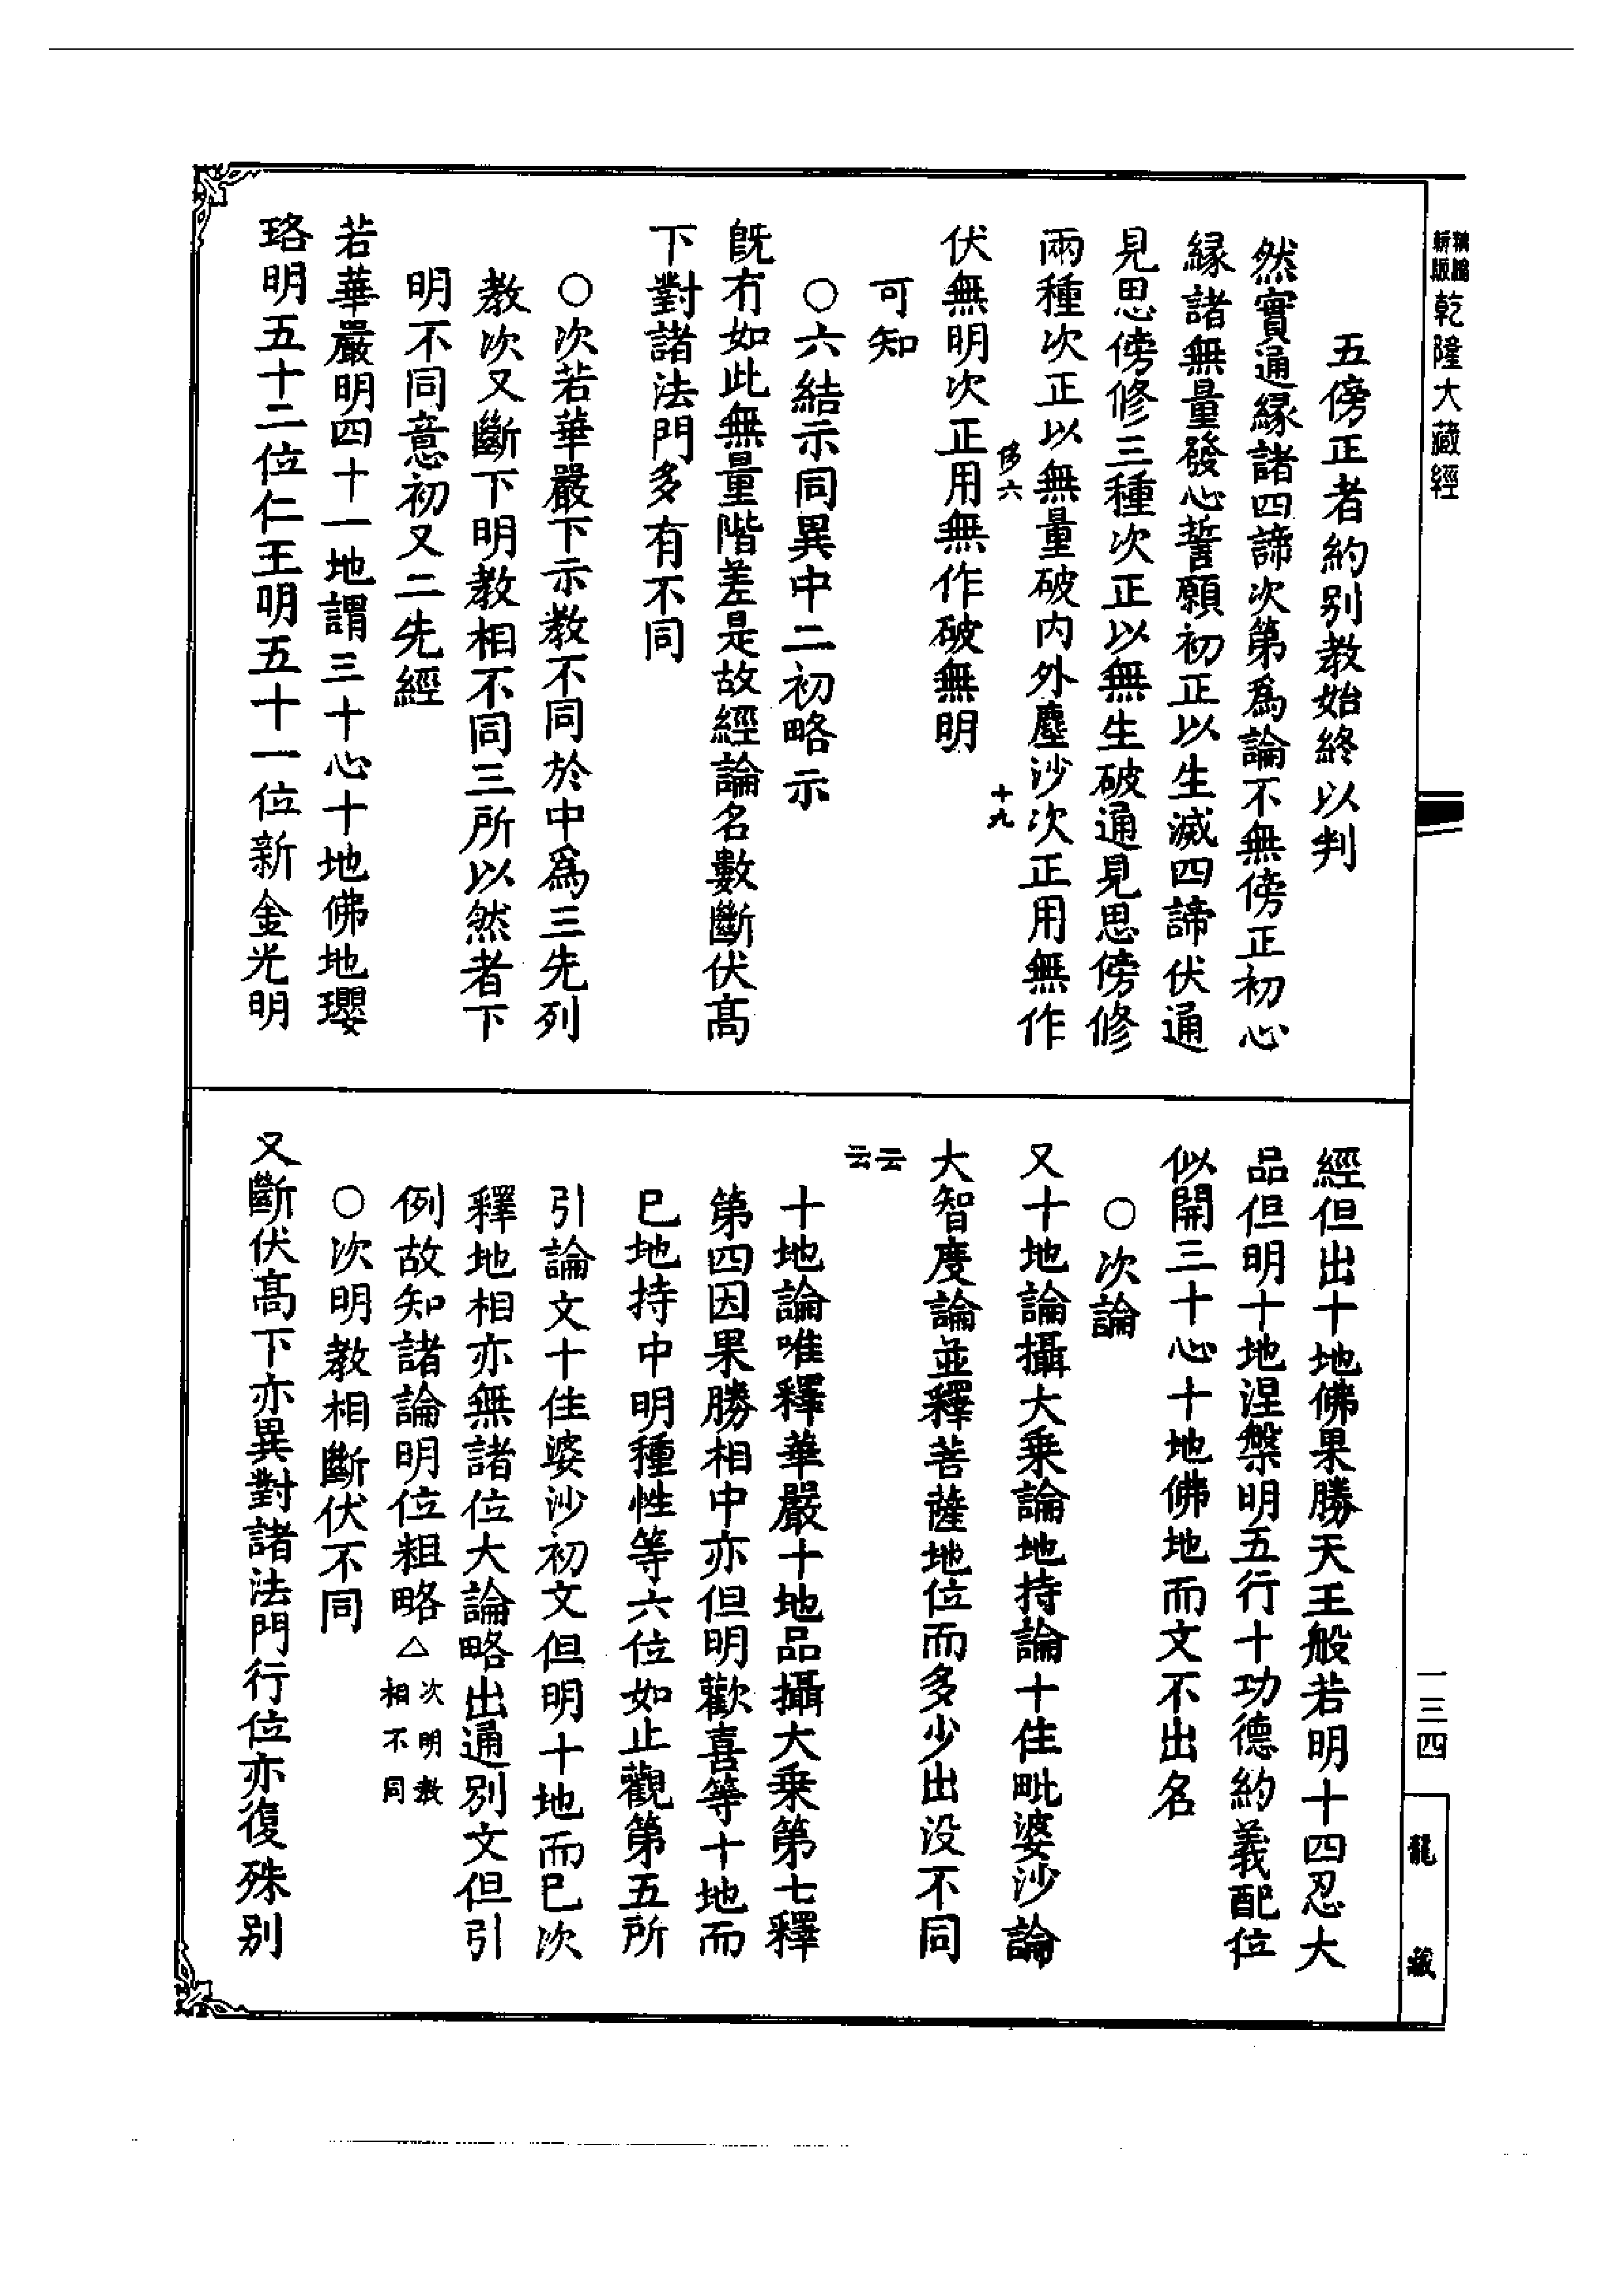 乾隆大藏經
五傍正者約别教始終以判
然實通緣諸四諦次第爲論不無傍正初心
緣諸無量發心誓願初正以生滅四諦伏通
見思傍修三種次正以無生破通見思傍修
兩種次正以無量破内外塵沙次正用無作
十九
伏無明次正用無作破無明
可知
○六結示同異中二初略示
旣有如此無量階差是故經論名數斷伏高
下對諸法門多有不同
○次若華嚴下示教不同於中爲三先列
教次又斷下明教相不同三所以然者下
明不同意初又二先經
若華嚴明四十一地謂三十心十地佛地瓔
珞明五十二位仁王明五十一位新金光明
經但出十地佛果勝天王般若明十四忍大
品但明十地涅槃明五行十功德約義配位
似開三十心十地佛地而文不出名
○次論
又十地論攝大乗論地持論十住毗婆沙論
大智度論並釋菩薩地位而多少出没不同
云云
十地論唯釋華嚴十地品攝大乗第七釋
第四因果勝相中亦但明歡喜等十地而
已地持中明種性等六位如止觀第五所
引論文十住婆沙初文但明十地而已次
釋地相亦無諸位大論略出通别文但引
例故知諸論明位粗略△次明教相不同
○次明教相斷伏不同
又斷伏高下亦異對諸法門行位亦復殊别
一三四
龍藏